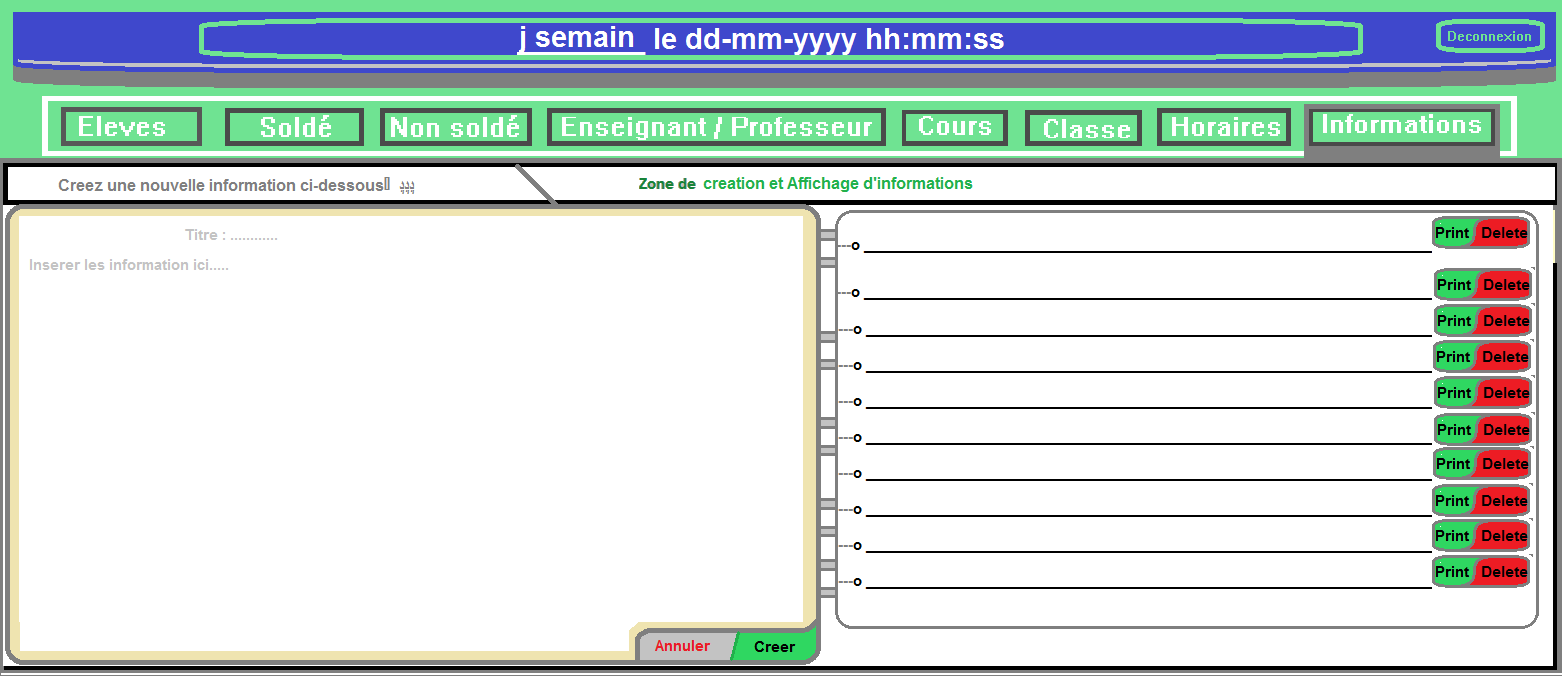 j semain le dd-mm-yyyy hh:mm:ss
Deconnexion
Eleves Soldé Non soldé Enseignant / Professeur Cours Classe Horaires Informations
Creez une nouvelle information ci-dessous
Zone de creation et Affichage d'informations
Titre : ............
Inserer les information ici.....
Annuler Creer
---o Print Delete
---o Print Delete
---o Print Delete
---o Print Delete
---o Print Delete
---o Print Delete
---o Print Delete
---o Print Delete
---o Print Delete
---o Print Delete